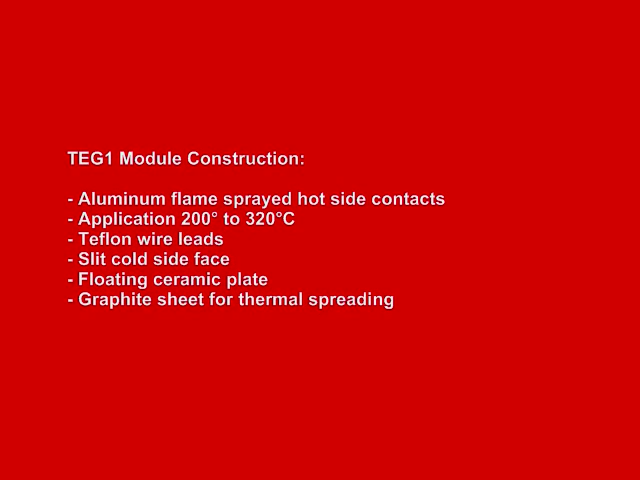 TEG1 Module Construction:
- Aluminum flame sprayed hot side contacts
- Application 200° to 320°C
- Teflon wire leads
- Slit cold side face
- Floating ceramic plate
- Graphite sheet for thermal spreading